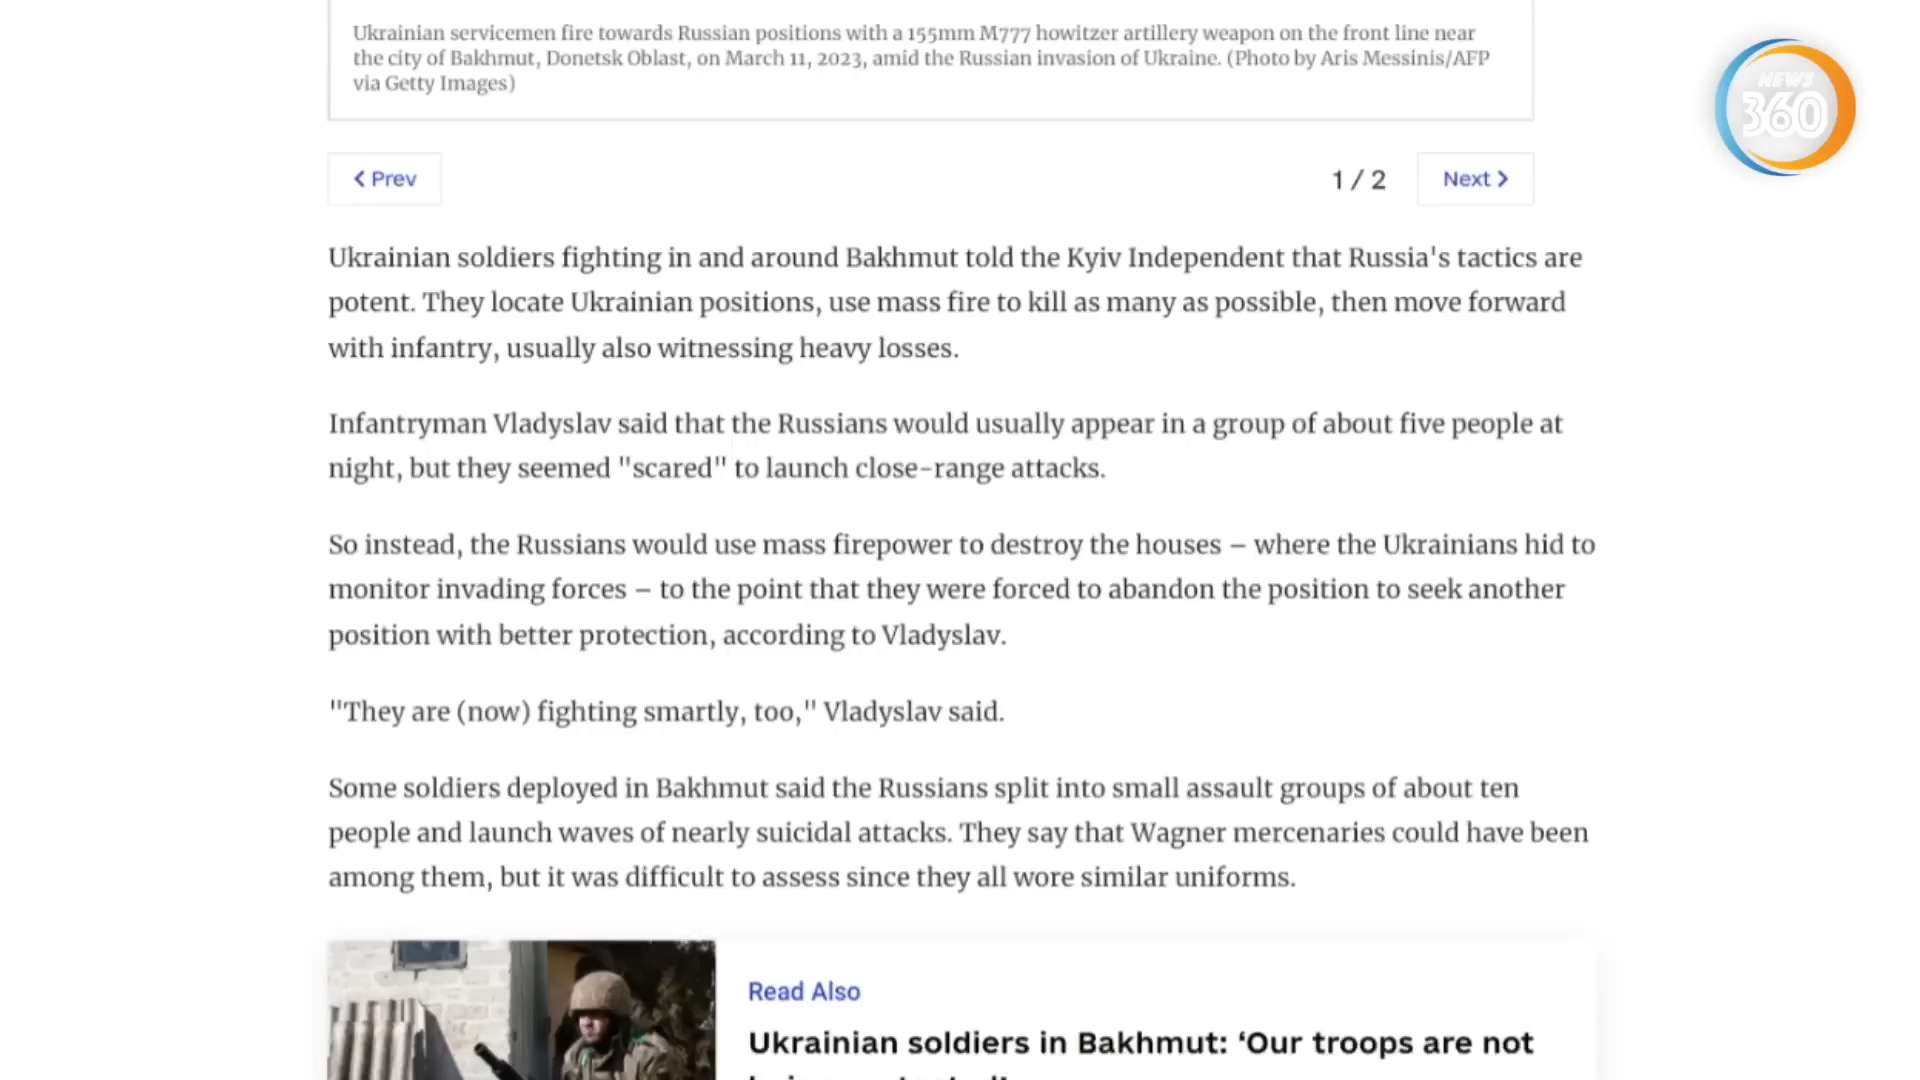 Ukrainian servicemen fire towards Russian positions with a 155mm M777 howitzer artillery weapon on the front line near
the city of Bakhmut, Donetsk Oblast, on March 11, 2023, amid the Russian invasion of Ukraine. (Photo by Aris Messinis/AFP
via Getty Images)
NEWS
360
Prev
1 / 2
Next
Ukrainian soldiers fighting in and around Bakhmut told the Kyiv Independent that Russia's tactics are
potent. They locate Ukrainian positions, use mass fire to kill as many as possible, then move forward
with infantry, usually also witnessing heavy losses.
Infantryman Vladyslav said that the Russians would usually appear in a group of about five people at
night, but they seemed "scared" to launch close-range attacks.
So instead, the Russians would use mass firepower to destroy the houses – where the Ukrainians hid to
monitor invading forces – to the point that they were forced to abandon the position to seek another
position with better protection, according to Vladyslav.
"They are (now) fighting smartly, too," Vladyslav said.
Some soldiers deployed in Bakhmut said the Russians split into small assault groups of about ten
people and launch waves of nearly suicidal attacks. They say that Wagner mercenaries could have been
among them, but it was difficult to assess since they all wore similar uniforms.
Read Also
Ukrainian soldiers in Bakhmut: ‘Our troops are not